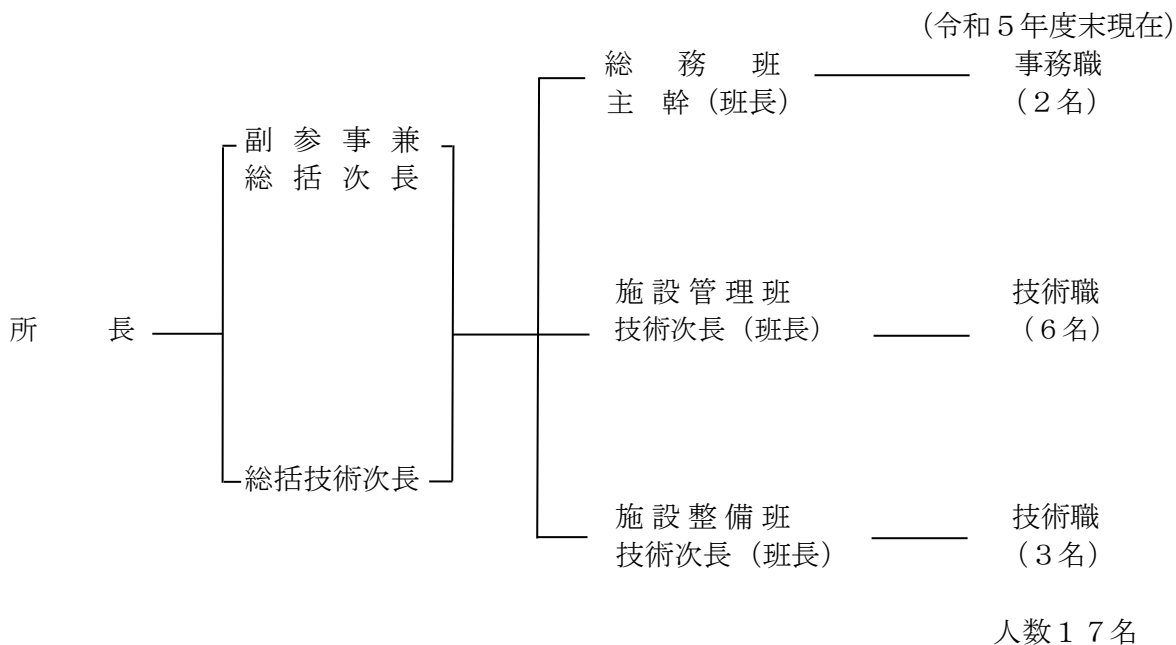 (令和５年度末現在)
総務班
主幹（班長）
事務職
（２名）
副参事兼
総括次長
所長
総括技術次長
施設管理班
技術次長（班長）
技術職
（６名）
施設整備班
技術次長（班長）
技術職
（３名）
人数１７名